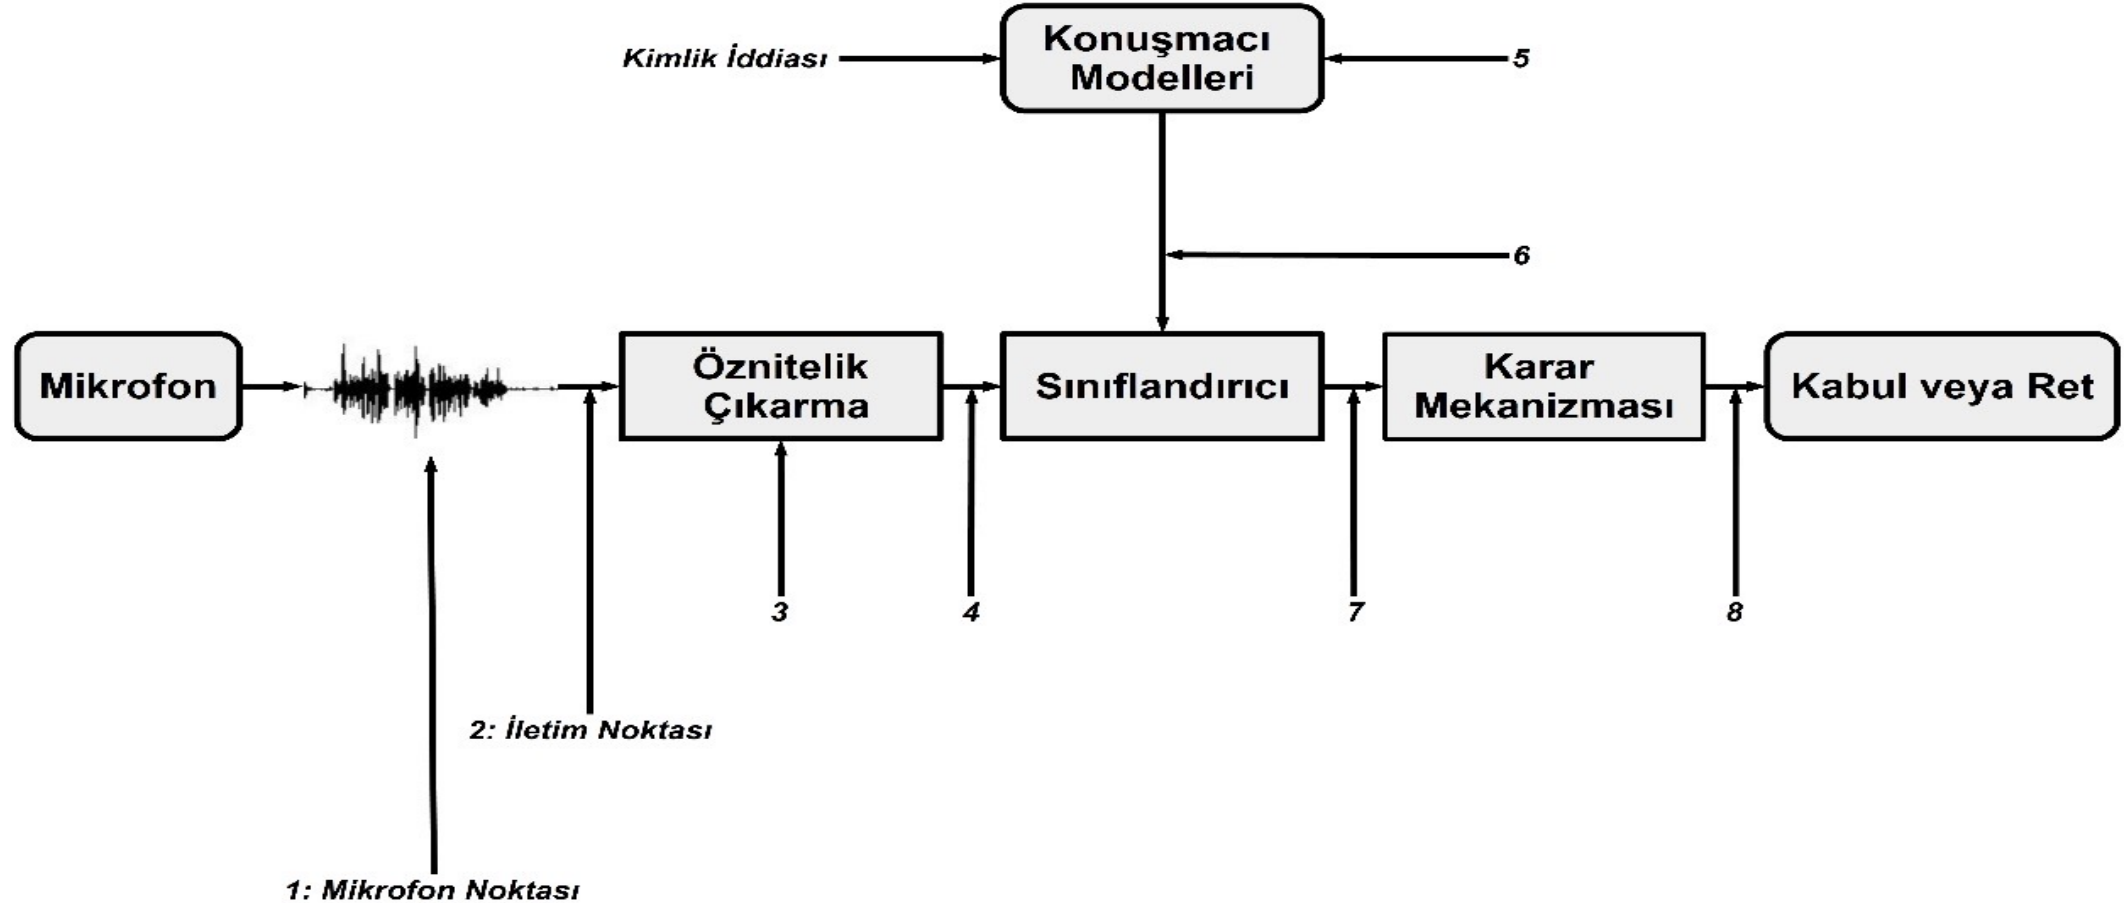 Konuşmacı
Modelleri
Kimlik İddiası
5
6
Mikrofon
Öznitelik
Çıkarma
Sınıflandırıcı
Karar
Mekanizması
Kabul veya Ret
3
4
7
8
2: İletim Noktası
1: Mikrofon Noktası